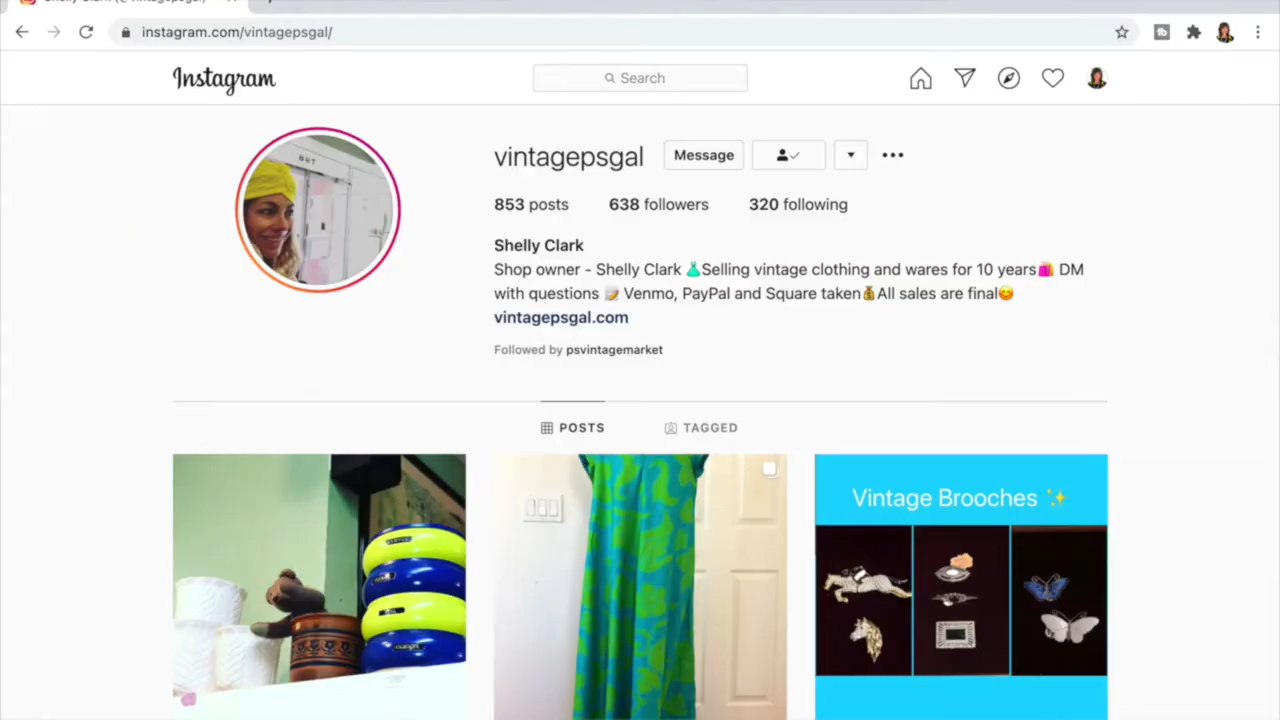 instagram.com/vintagepsgal/
Instagram
Search
vintagepsgal Message
853 posts 638 followers 320 following
Shelly Clark
Shop owner - Shelly Clark 👗Selling vintage clothing and wares for 10 years🛍️ DM
with questions 📝 Venmo, PayPal and Square taken💰All sales are final😊
vintagepsgal.com
Followed by psvintagemarket
POSTS TAGGED
Vintage Brooches ✨